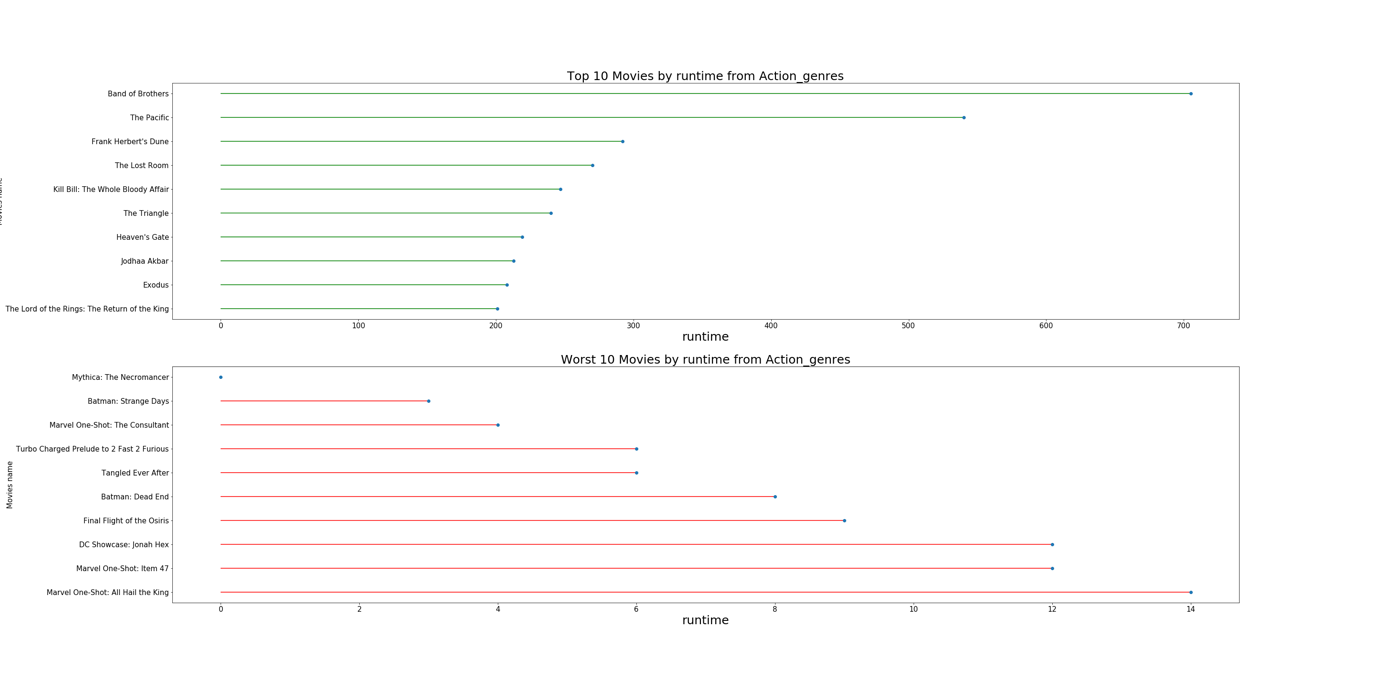 Top 10 Movies by runtime from Action_genres
Band of Brothers
The Pacific
Frank Herbert's Dune
The Lost Room
Kill Bill: The Whole Bloody Affair
The Triangle
Heaven's Gate
Jodhaa Akbar
Exodus
The Lord of the Rings: The Return of the King
0 100 200 300 400 500 600 700
runtime
Worst 10 Movies by runtime from Action_genres
Movies name
Mythica: The Necromancer
Batman: Strange Days
Marvel One-Shot: The Consultant
Turbo Charged Prelude to 2 Fast 2 Furious
Tangled Ever After
Batman: Dead End
Final Flight of the Osiris
DC Showcase: Jonah Hex
Marvel One-Shot: Item 47
Marvel One-Shot: All Hail the King
0 2 4 6 8 10 12 14
runtime